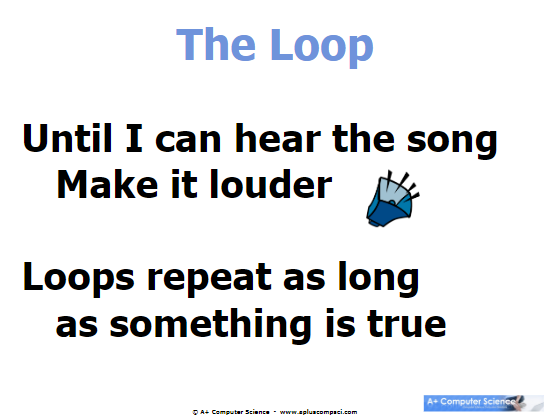 The Loop
Until I can hear the song
Make it louder
Loops repeat as long
as something is true
A+ Computer Science
© A+ Computer Science - www.apluscompsci.com